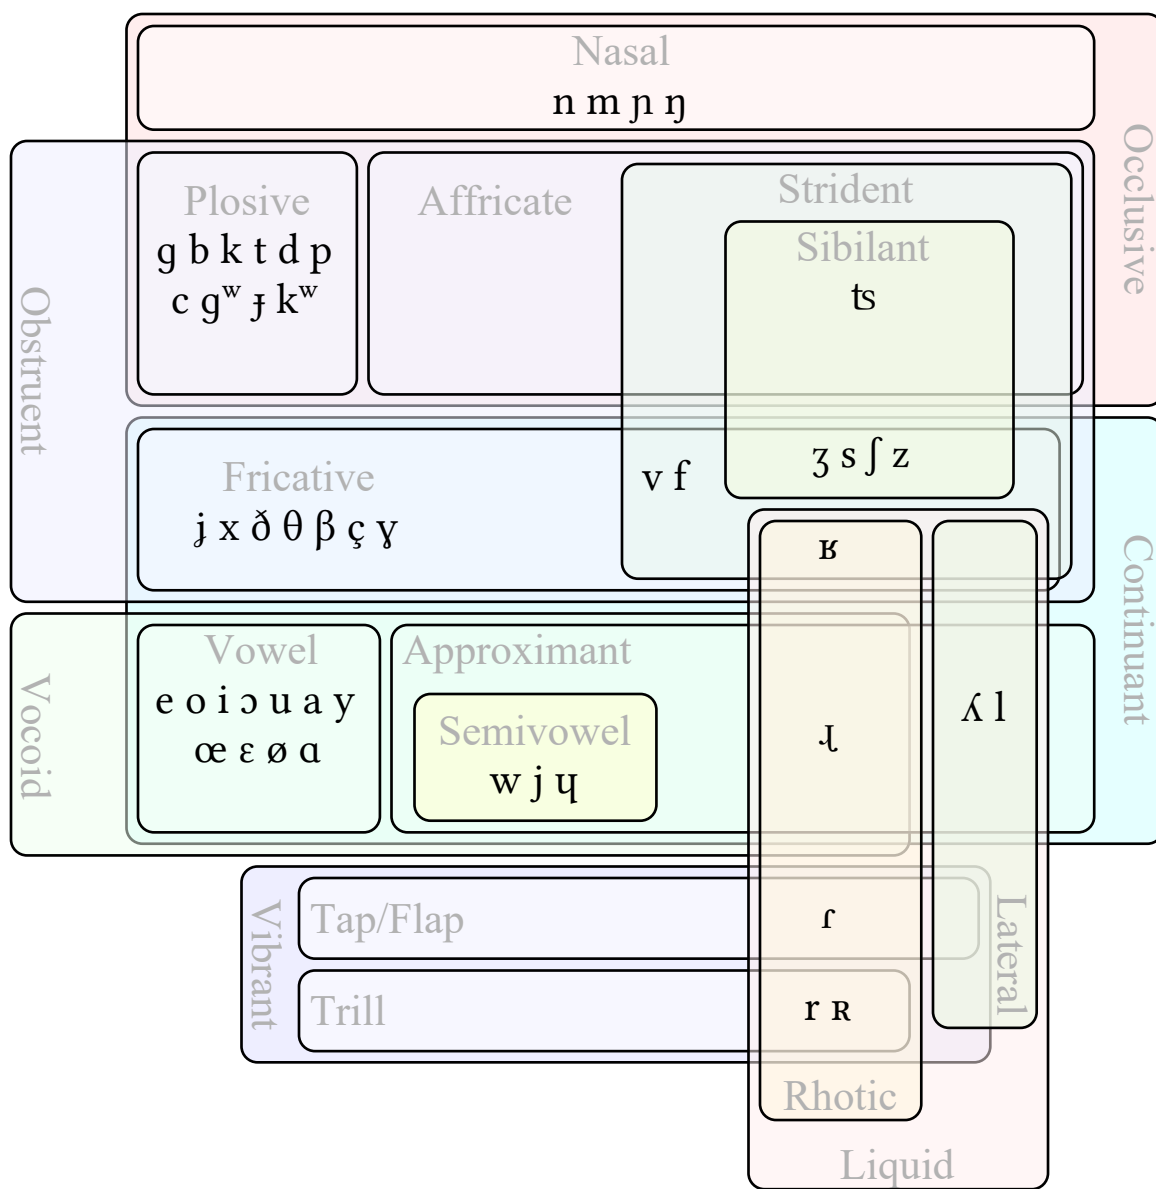 Nasal
n m ɲ ŋ
Occlusive
Obstruent
Plosive
ɡ b k t d p
c ɡʷ ɟ kʷ
Affricate
Strident
Sibilant
ʦ
ʒ s ʃ z
v f
Fricative
ʝ x ð θ β ç ɣ
ʁ
Continuant
Vocoid
Vowel
e o i ɔ u a y
œ ɛ ø ɑ
Approximant
Semivowel
w j ɥ
ɻ
ʎ l
Vibrant
Tap/Flap
ɾ
Trill
r ʀ
Lateral
Rhotic
Liquid